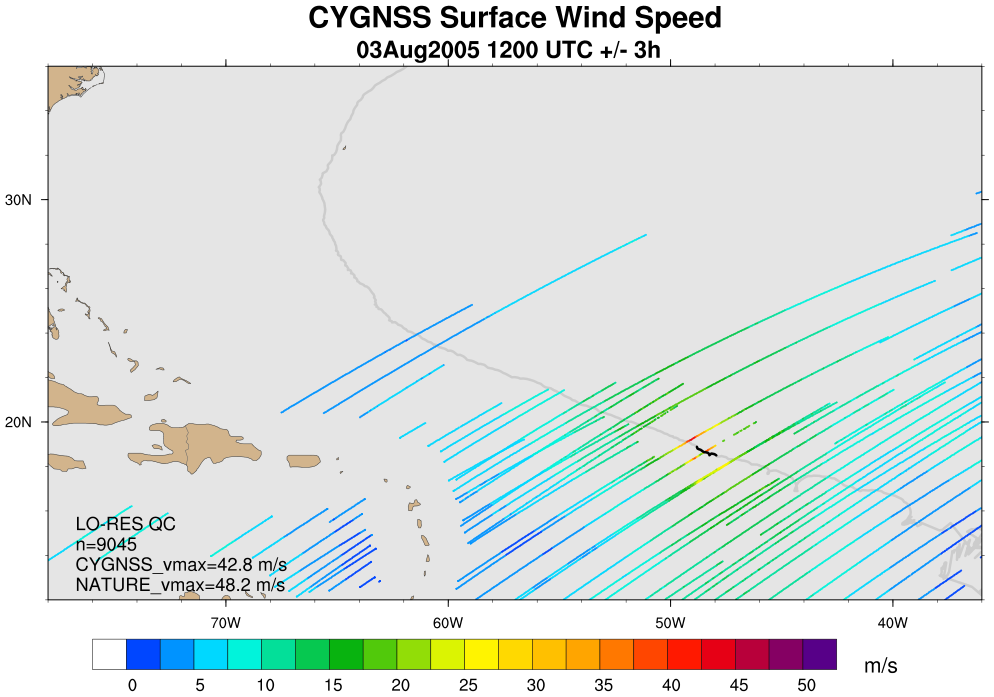 CYGNSS Surface Wind Speed
03Aug2005 1200 UTC +/- 3h
30N
20N
LO-RES QC
n=9045
CYGNSS_vmax=42.8 m/s
NATURE_vmax=48.2 m/s
70W 60W 50W 40W
0 5 10 15 20 25 30 35 40 45 50 m/s